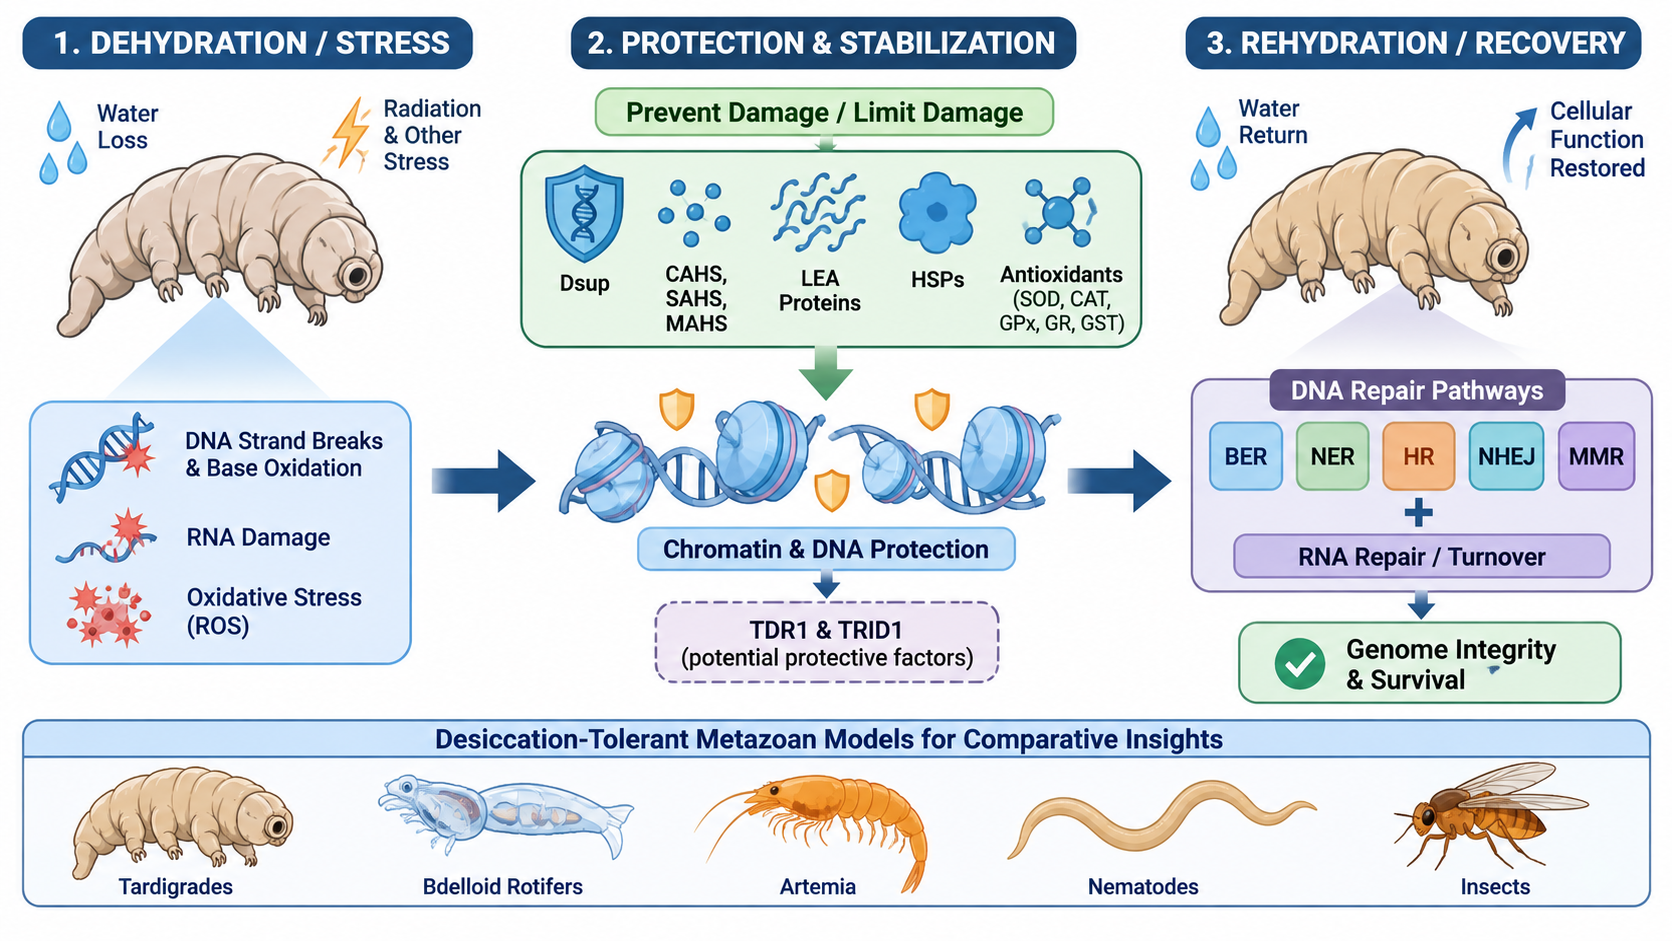 1. DEHYDRATION / STRESS
Water
Loss
Radiation
& Other
Stress
DNA Strand Breaks
& Base Oxidation
RNA Damage
Oxidative Stress
(ROS)
2. PROTECTION & STABILIZATION
Prevent Damage / Limit Damage
Dsup
CAHS,
SAHS,
MAHS
LEA
Proteins
HSPs
Antioxidants
(SOD, CAT,
GPx, GR, GST)
Chromatin & DNA Protection
TDR1 & TRID1
(potential protective factors)
3. REHYDRATION / RECOVERY
Water
Return
Cellular
Function
Restored
DNA Repair Pathways
BER
NER
HR
NHEJ
MMR
+
RNA Repair / Turnover
Genome Integrity
& Survival
Desiccation-Tolerant Metazoan Models for Comparative Insights
Tardigrades
Bdelloid Rotifers
Artemia
Nematodes
Insects